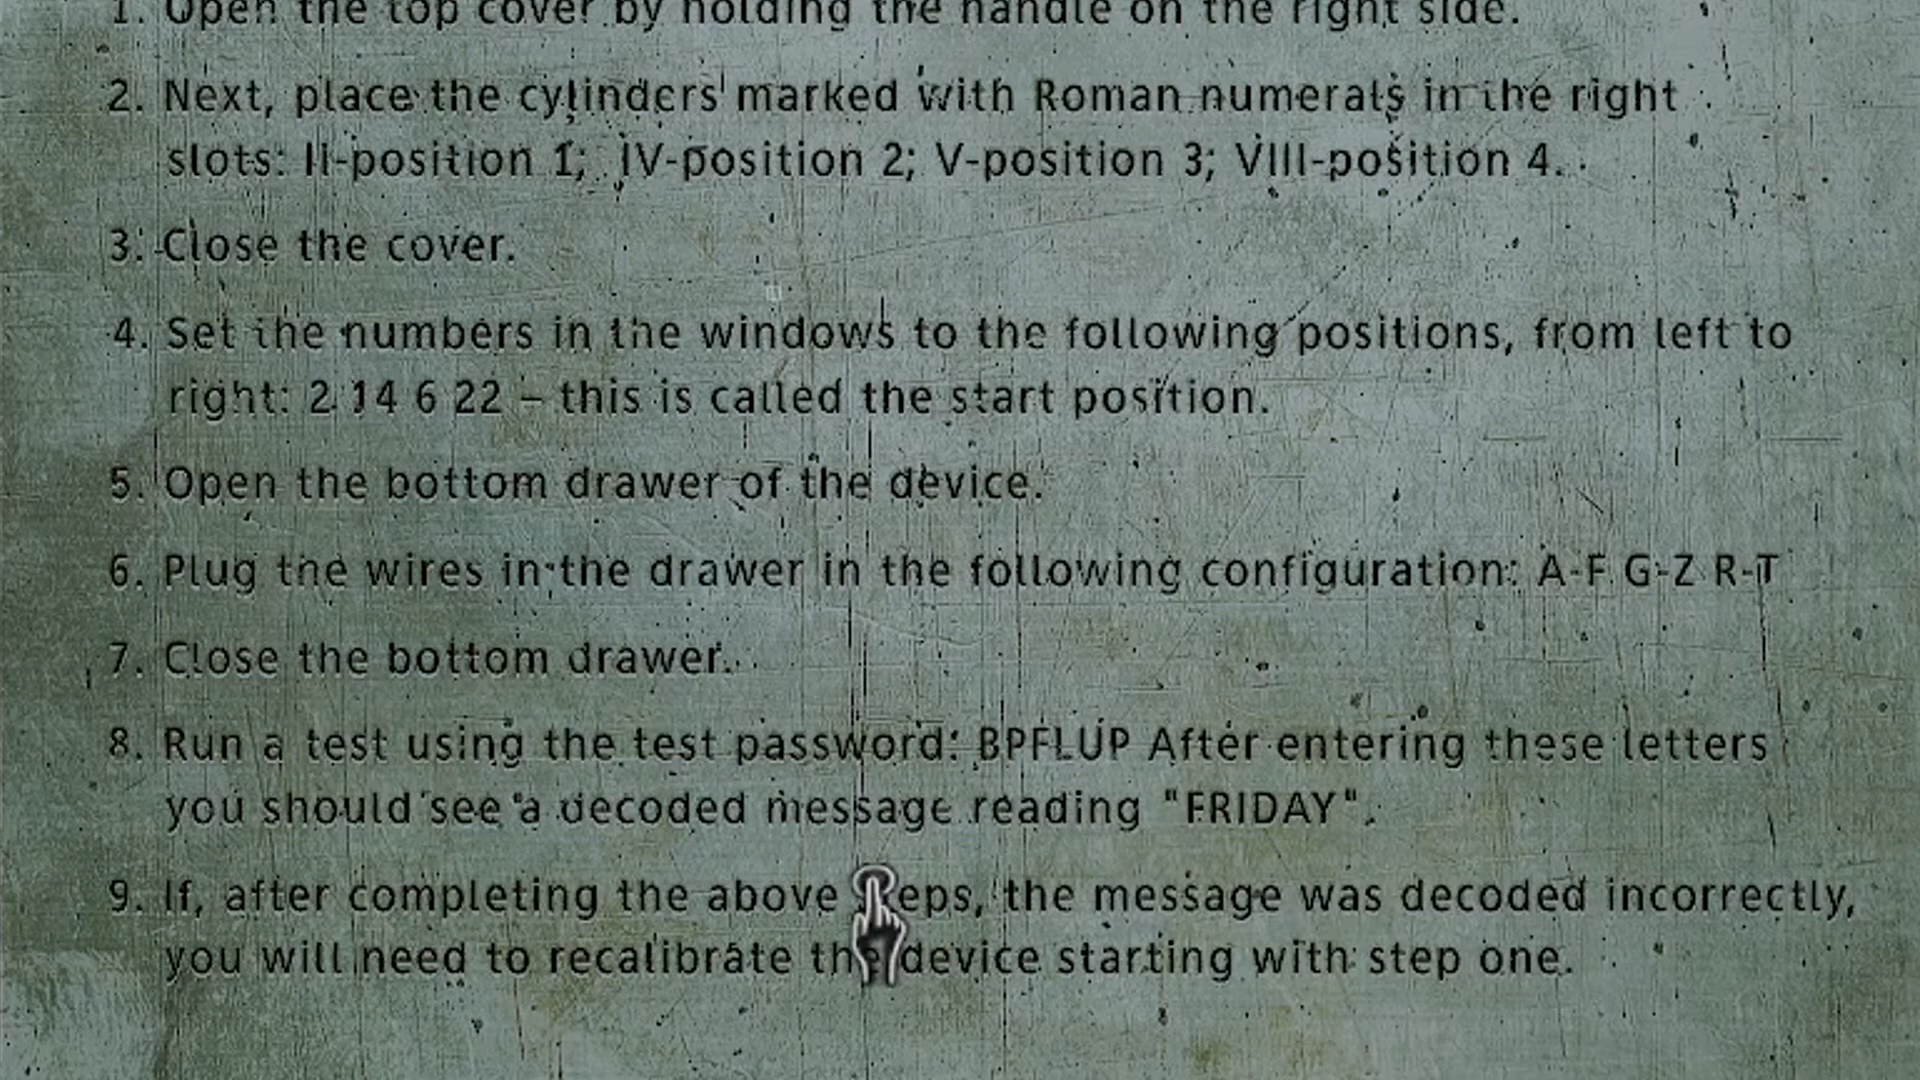 1. Open the top cover by holding the handle on the right side.
2. Next, place the cylinders marked with Roman numerals in the right
slots: II-position 1; IV-position 2; V-position 3; VIII-position 4.
3. Close the cover.
4. Set the numbers in the windows to the following positions, from left to
right: 2 14 6 22 – this is called the start position.
5. Open the bottom drawer of the device.
6. Plug the wires in the drawer in the following configuration: A-F G-Z R-T
7. Close the bottom drawer.
8. Run a test using the test password: BPFLUP After entering these letters
you should see a decoded message reading "FRIDAY".
9. If, after completing the above steps, the message was decoded incorrectly,
you will need to recalibrate the device starting with step one.